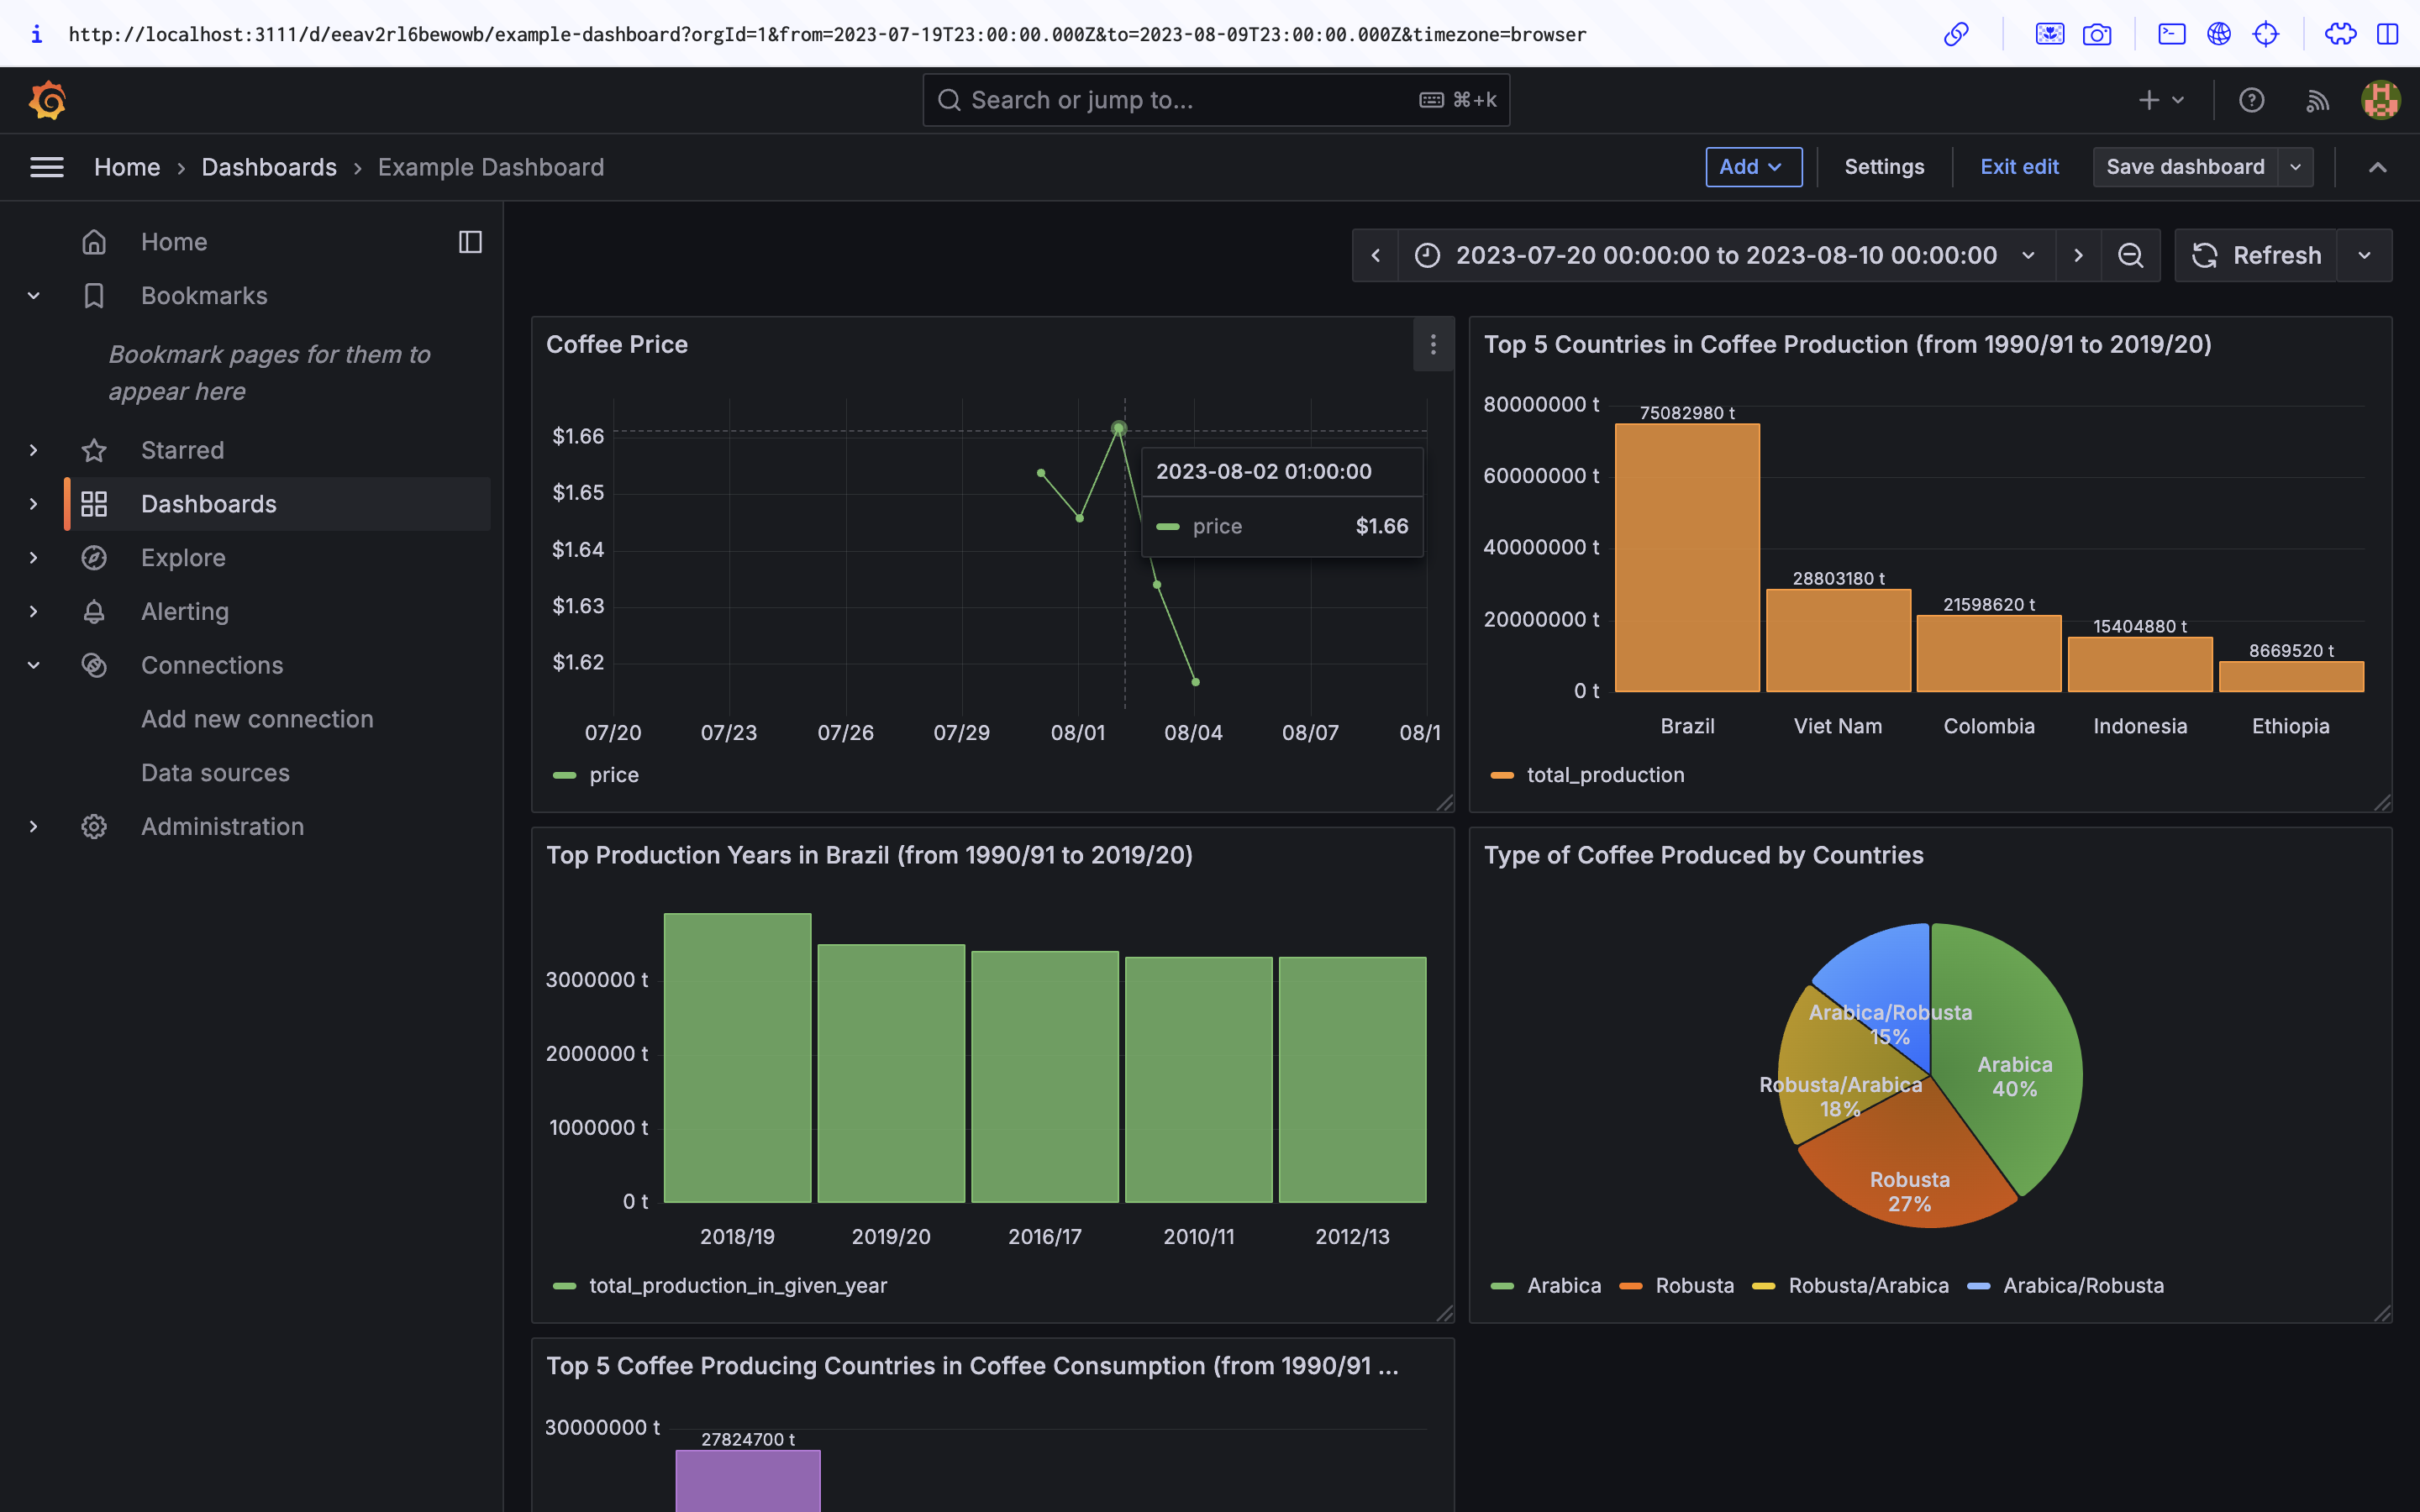 i http://localhost:3111/d/eeav2rl6bewowb/example-dashboard?orgId=1&from=2023-07-19T23:00:00.000Z&to=2023-08-09T23:00:00.000Z&timezone=browser
Search or jump to... ⌘+k
Home › Dashboards › Example Dashboard
Add Settings Exit edit Save dashboard
Home
Bookmarks
Bookmark pages for them to
appear here
Starred
Dashboards
Explore
Alerting
Connections
Add new connection
Data sources
Administration
2023-07-20 00:00:00 to 2023-08-10 00:00:00
Refresh
Coffee Price
$1.66
$1.65
$1.64
$1.63
$1.62
2023-08-02 01:00:00
price $1.66
07/20 07/23 07/26 07/29 08/01 08/04 08/07 08/1
price
Top 5 Countries in Coffee Production (from 1990/91 to 2019/20)
80000000 t
60000000 t
40000000 t
20000000 t
0 t
75082980 t
28803180 t
21598620 t
15404880 t
8669520 t
Brazil Viet Nam Colombia Indonesia Ethiopia
total_production
Top Production Years in Brazil (from 1990/91 to 2019/20)
3000000 t
2000000 t
1000000 t
0 t
2018/19 2019/20 2016/17 2010/11 2012/13
total_production_in_given_year
Type of Coffee Produced by Countries
Arabica/Robusta
15%
Arabica
40%
Robusta/Arabica
18%
Robusta
27%
Arabica Robusta Robusta/Arabica Arabica/Robusta
Top 5 Coffee Producing Countries in Coffee Consumption (from 1990/91 ...
30000000 t
27824700 t